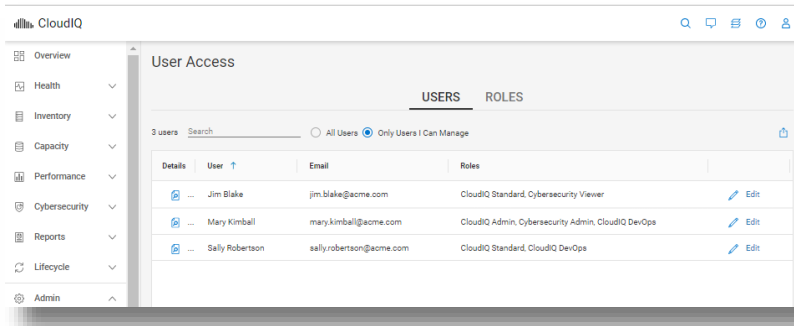 CloudIQ
Overview
Health
Inventory
Capacity
Performance
Cybersecurity
Reports
Lifecycle
Admin
User Access
USERS ROLES
3 users Search All Users Only Users I Can Manage
Details User ↑ Email Roles
... Jim Blake jim.blake@acme.com CloudIQ Standard, Cybersecurity Viewer Edit
... Mary Kimball mary.kimball@acme.com CloudIQ Admin, Cybersecurity Admin, CloudIQ DevOps Edit
... Sally Robertson sally.robertson@acme.com CloudIQ Standard, CloudIQ DevOps Edit